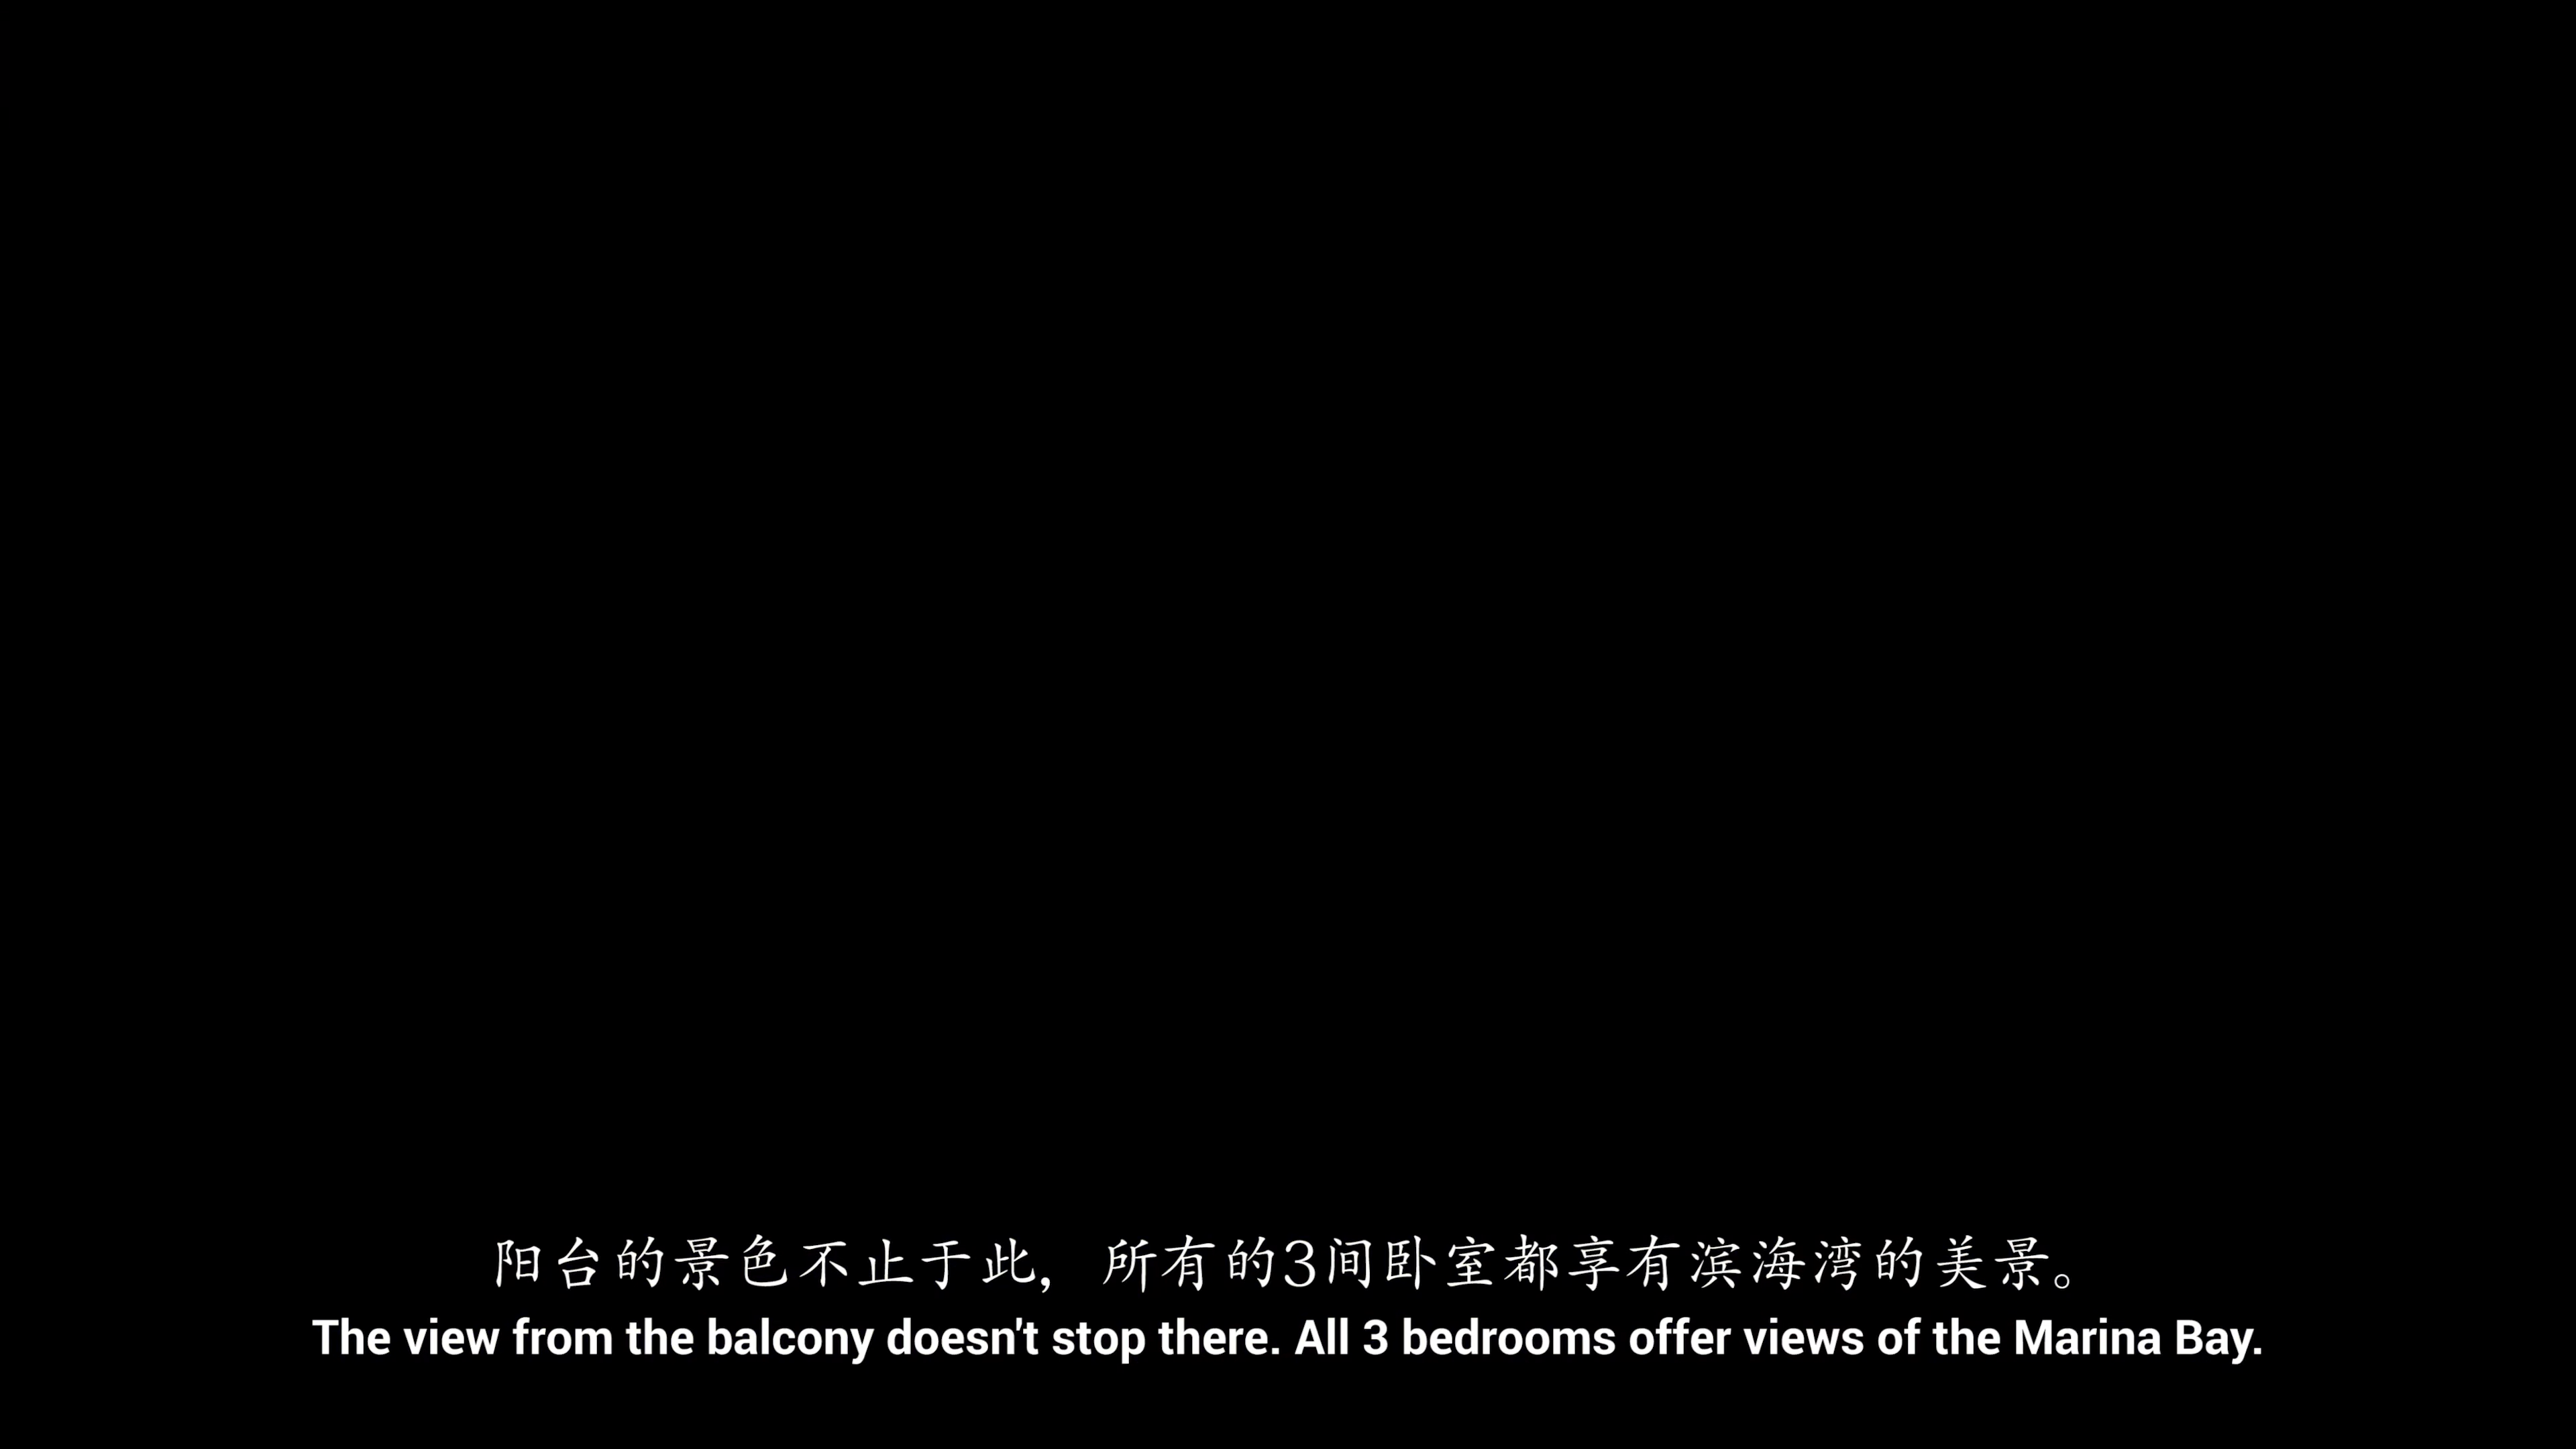 阳台的景色不止于此，所有的3间卧室都享有滨海湾的美景。
The view from the balcony doesn't stop there. All 3 bedrooms offer views of the Marina Bay.